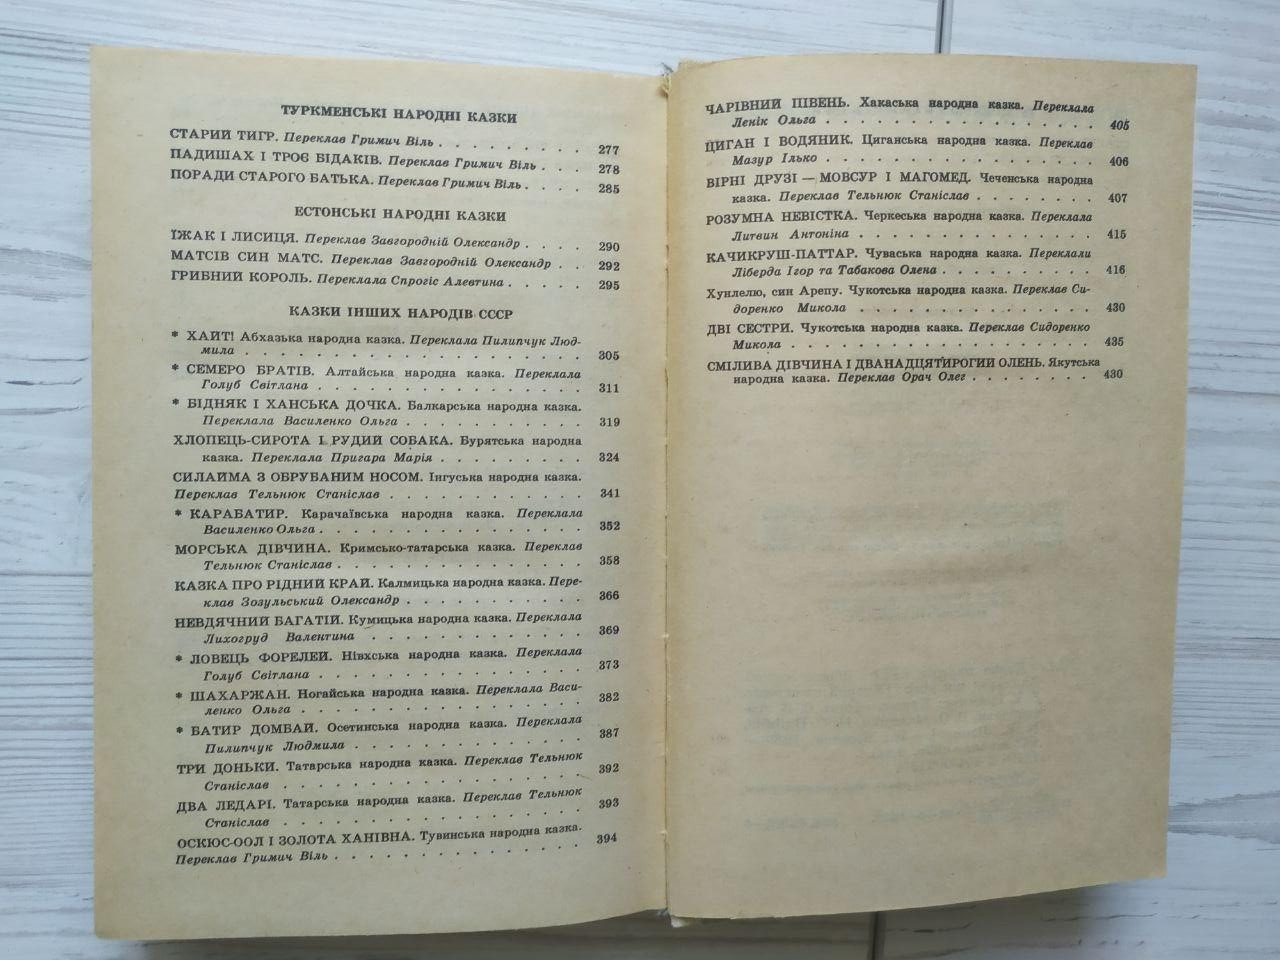 ТУРКМЕНСЬКІ НАРОДНІ КАЗКИ
СТАРИЙ ТИГР. Переклав Гримич Віль . . . . . . . . . 277
ПАДИШАХ І ТРОЄ БІДАКІВ. Переклав Гримич Віль . . . 278
ПОРАДИ СТАРОГО БАТЬКА. Переклав Гримич Віль . . . . 285
ЕСТОНСЬКІ НАРОДНІ КАЗКИ
ЇЖАК І ЛИСИЦЯ. Переклав Завгородній Олександр . . . . 290
МАТСІВ СИН МАТС. Переклав Завгородній Олександр . . 292
ГРИБНИЙ КОРОЛЬ. Переклала Спрогіс Алевтина . . . . . 295
КАЗКИ ІНШИХ НАРОДІВ СССР
* ХАЙТ! Абхазька народна казка. Переклала Пилипчук Люд-
мила . . . . . . . . . . . . . . . . . . 305
* СЕМЕРО БРАТІВ. Алтайська народна казка. Переклала
Голуб Світлана . . . . . . . . . . . . . . 311
* БІДНЯК І ХАНСЬКА ДОЧКА. Балкарська народна казка.
Переклала Василенко Ольга . . . . . . . . . . 319
ХЛОПЕЦЬ-СИРОТА І РУДИЙ СОБАКА. Бурятська народна
казка. Переклала Пригара Марія . . . . . . . . 324
СИЛАЙМА З ОБРУБАНИМ НОСОМ. Інгуська народна казка.
Переклав Тельнюк Станіслав . . . . . . . . . . 341
* КАРАБАТИР. Карачаївська народна казка. Переклала
Василенко Ольга . . . . . . . . . . . . . . 352
МОРСЬКА ДІВЧИНА. Кримсько-татарська казка. Переклав
Тельнюк Станіслав . . . . . . . . . . . . . 358
КАЗКА ПРО РІДНИЙ КРАЙ. Калмицька народна казка. Пере-
клав Зозульський Олександр . . . . . . . . . 366
НЕВДЯЧНИЙ БАГАТІЙ. Кумицька народна казка. Переклала
Лихогруд Валентина . . . . . . . . . . . 369
* ЛОВЕЦЬ ФОРЕЛЕЙ. Нівхська народна казка. Переклала
Голуб Світлана . . . . . . . . . . . . . . 373
* ШАХАРЖАН. Ногайська народна казка. Переклала Васи-
ленко Ольга . . . . . . . . . . . . . . . 382
* БАТИР ДОМБАЙ. Осетинська народна казка. Переклала
Пилипчук Людмила . . . . . . . . . . . . 387
ТРИ ДОНЬКИ. Татарська народна казка. Переклав Тельнюк
Станіслав . . . . . . . . . . . . . . . . 392
ДВА ЛЕДАРІ. Татарська народна казка. Переклав Тельнюк
Станіслав . . . . . . . . . . . . . . . . 393
ОСКЮС-ООЛ І ЗОЛОТА ХАНІВНА. Тувинська народна казка.
Переклав Гримич Віль . . . . . . . . . . . . . 394
ЧАРІВНИЙ ПІВЕНЬ. Хакаська народна казка. Переклала
Ленік Ольга . . . . . . . . . . . . . . . . 405
ЦИГАН І ВОДЯНИК. Циганська народна казка. Переклав
Мазур Ілько . . . . . . . . . . . . . . . . 406
ВІРНІ ДРУЗІ — МОВСУР І МАГОМЕД. Чеченська народна
казка. Переклав Тельнюк Станіслав . . . . . . . . 407
РОЗУМНА НЕВІСТКА. Черкеська народна казка. Переклала
Литвин Антоніна . . . . . . . . . . . . . . 415
КАЧИКРУШ-ПАТТАР. Чуваська народна казка. Переклали
Ліберда Ігор та Табакова Олена . . . . . . . . . 416
Хунлелю, син Арепу. Чукотська народна казка. Переклав Си-
доренко Микола . . . . . . . . . . . . . . 430
ДВІ СЕСТРИ. Чукотська народна казка. Переклав Сидоренко
Микола . . . . . . . . . . . . . . . . . . 435
СМІЛИВА ДІВЧИНА І ДВАНАДЦЯТИРОГИЙ ОЛЕНЬ. Якутська
народна казка. Переклав Орач Олег . . . . . . . . 430